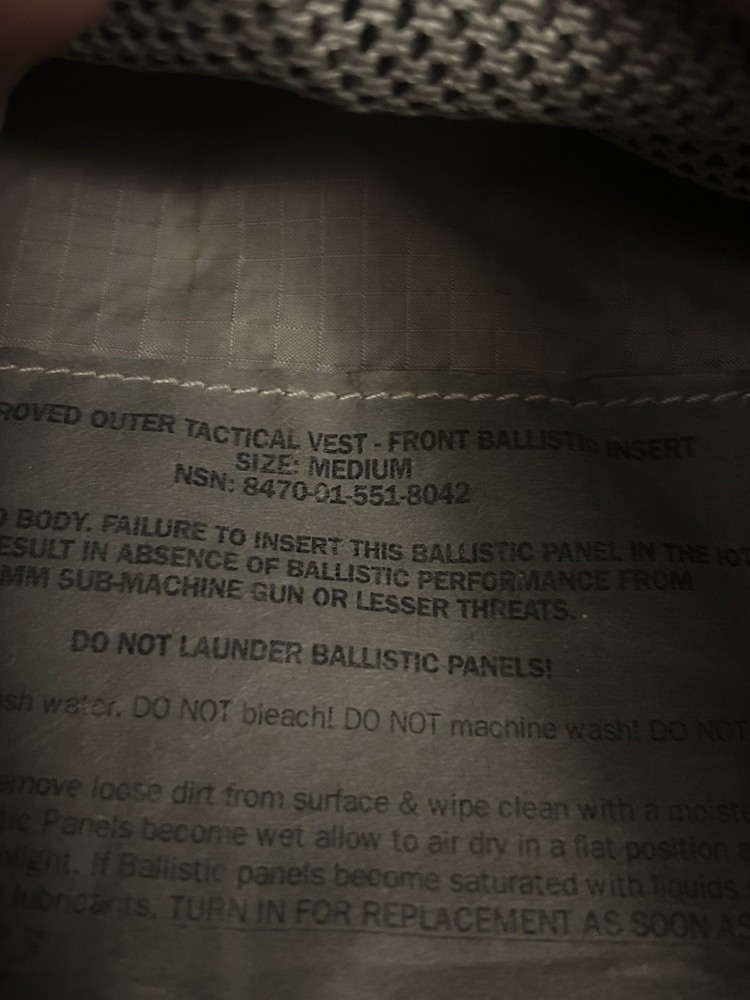 ROVED OUTER TACTICAL VEST - FRONT BALLISTIC INSERT
SIZE: MEDIUM
NSN: 8470-01-551-8042
O BODY. FAILURE TO INSERT THIS BALLISTIC PANEL IN THE IOT
ESULT IN ABSENCE OF BALLISTIC PERFORMANCE FROM
MM SUB-MACHINE GUN OR LESSER THREATS.
DO NOT LAUNDER BALLISTIC PANELS!
sh water. DO NOT bleach! DO NOT machine wash! DO NOT
emove loose dirt from surface & wipe clean with a moist
tic Panels become wet allow to air dry in a flat position a
nlight. If Ballistic panels become saturated with liquids
lubricants. TURN IN FOR REPLACEMENT AS SOON AS